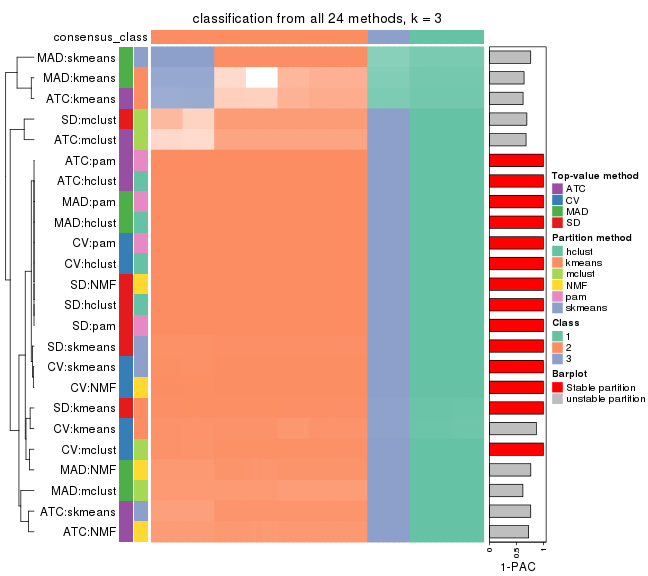 classification from all 24 methods, k = 3
consensus_class
MAD:skmeans
MAD:kmeans
ATC:kmeans
SD:mclust
ATC:mclust
ATC:pam
ATC:hclust
MAD:pam
MAD:hclust
CV:pam
CV:hclust
SD:NMF
SD:hclust
SD:pam
SD:skmeans
CV:skmeans
CV:NMF
SD:kmeans
CV:kmeans
CV:mclust
MAD:NMF
MAD:mclust
ATC:skmeans
ATC:NMF
0
0.5
1
1-PAC
Top-value method
ATC
CV
MAD
SD
Partition method
hclust
kmeans
mclust
NMF
pam
skmeans
Class
1
2
3
Barplot
Stable partition
unstable partition